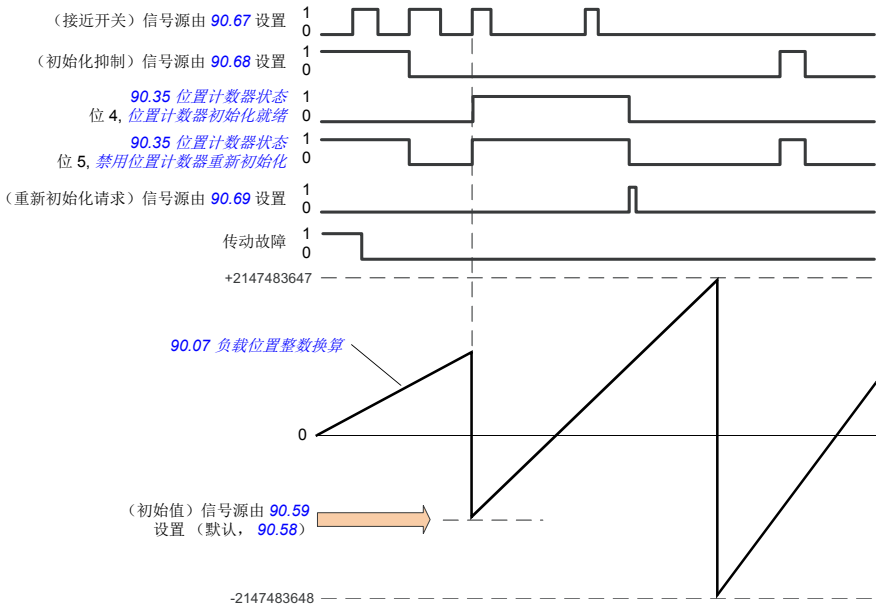 （接近开关）信号源由 90.67 设置 1
0
（初始化抑制）信号源由 90.68 设置 1
0
90.35 位置计数器状态 1
位 4, 位置计数器初始化就绪 0
90.35 位置计数器状态 1
位 5, 禁用位置计数器重新初始化 0
（重新初始化请求）信号源由 90.69 设置 1
0
传动故障 1
0
+2147483647
90.07 负载位置整数换算
0
（初始值）信号源由 90.59
设置 （默认， 90.58）
-2147483648